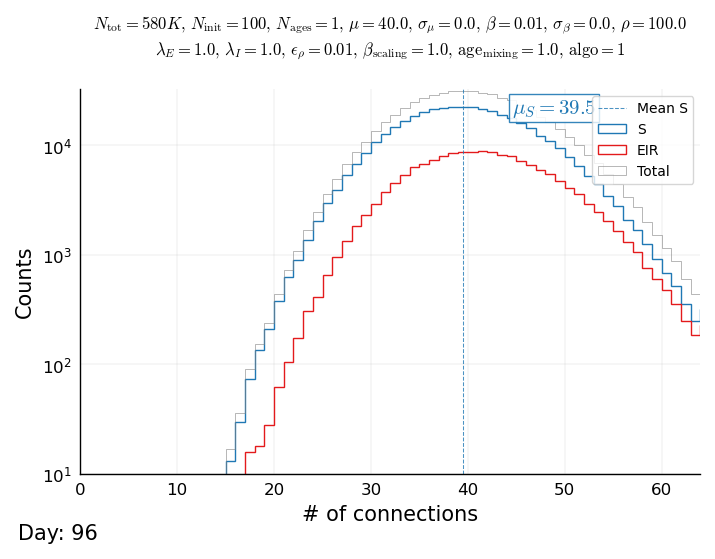 N_tot = 580K, N_init = 100, N_ages = 1, μ = 40.0, σ_μ = 0.0, β = 0.01, σ_β = 0.0, ρ = 100.0
λ_E = 1.0, λ_I = 1.0, ϵ_ρ = 0.01, β_scaling = 1.0, age_mixing = 1.0, algo = 1
μ_S = 39.5
Mean S
S
EIR
Total
Counts
10^4
10^3
10^2
10^1
0 10 20 30 40 50 60
# of connections
Day: 96